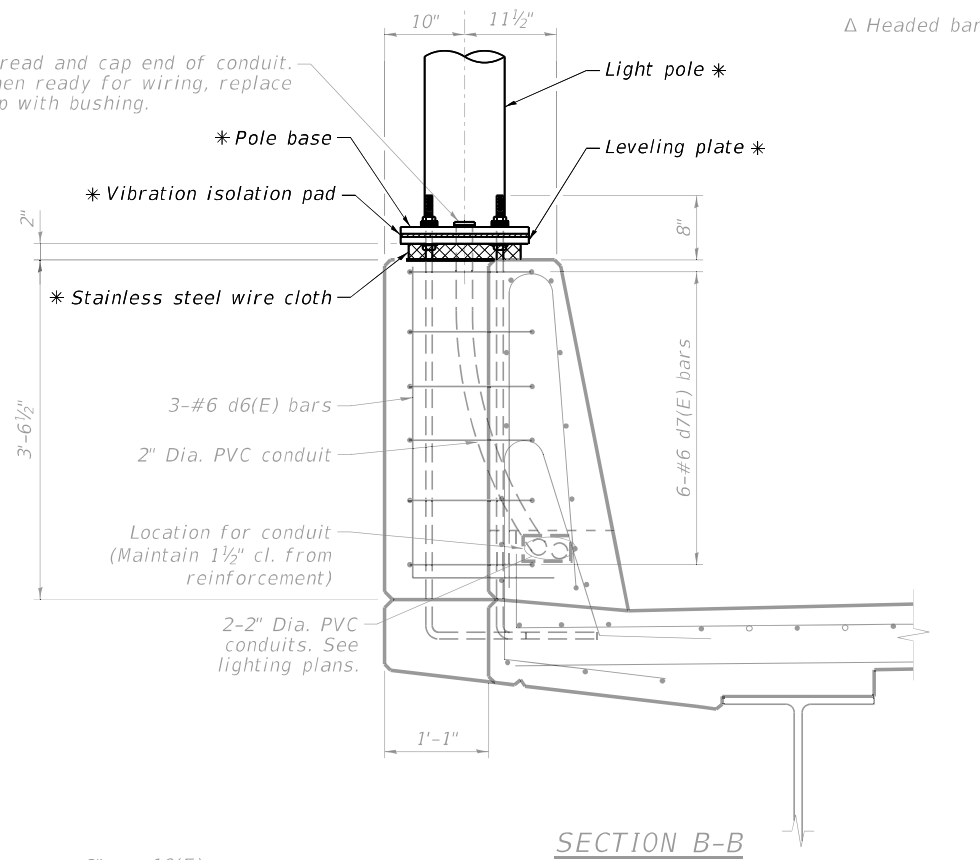 10"
11½"
Δ Headed bar
read and cap end of conduit.
en ready for wiring, replace
with bushing.
Light pole *
* Pole base
Leveling plate *
* Vibration isolation pad
2"
8"
* Stainless steel wire cloth
3'-6½"
3-#6 d6(E) bars
6-#6 d7(E) bars
2" Dia. PVC conduit
Location for conduit
(Maintain 1½" cl. from
reinforcement)
2-2" Dia. PVC
conduits. See
lighting plans.
1'-1"
SECTION B-B